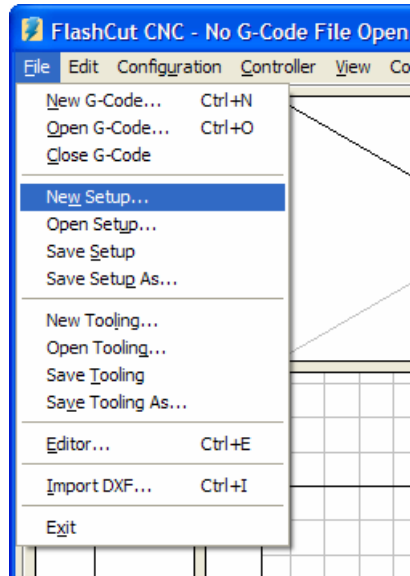 FlashCut CNC - No G-Code File Open
File Edit Configuration Controller View Co
New G-Code... Ctrl+N
Open G-Code... Ctrl+O
Close G-Code
New Setup...
Open Setup...
Save Setup
Save Setup As...
New Tooling...
Open Tooling...
Save Tooling
Save Tooling As...
Editor... Ctrl+E
Import DXF... Ctrl+I
Exit